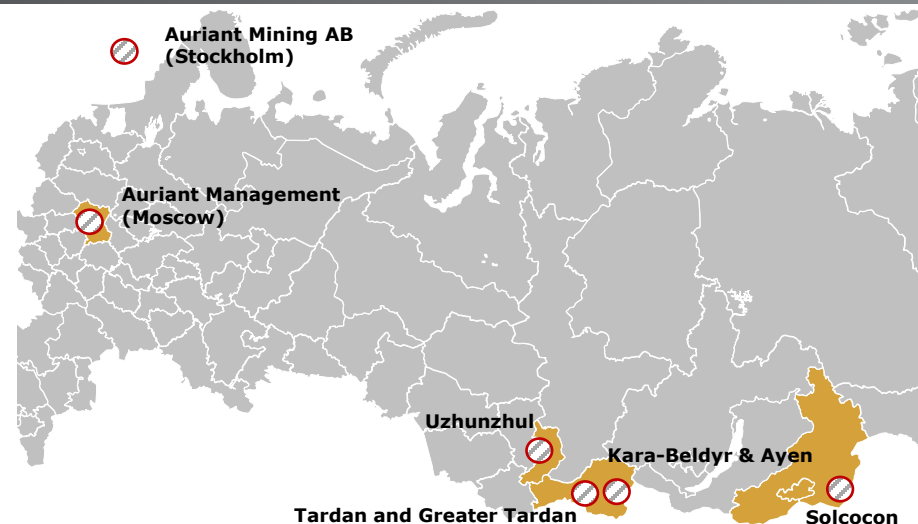 Auriant Mining AB
(Stockholm)
Auriant Management
(Moscow)
Uzhunzhul
Kara-Beldyr & Ayen
Tardan and Greater Tardan
Solcocon